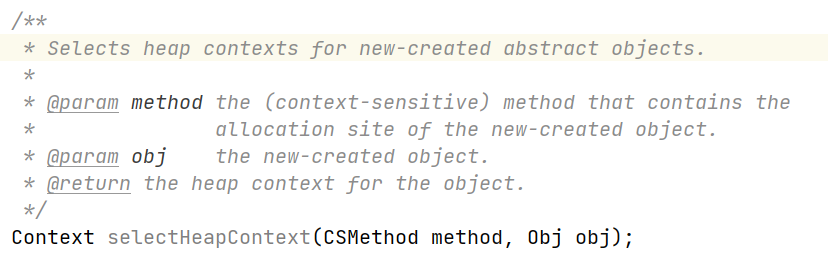 /**
 * Selects heap contexts for new-created abstract objects.
 *
 * @param method the (context-sensitive) method that contains the
 *               allocation site of the new-created object.
 * @param obj    the new-created object.
 * @return the heap context for the object.
 */
Context selectHeapContext(CSMethod method, Obj obj);